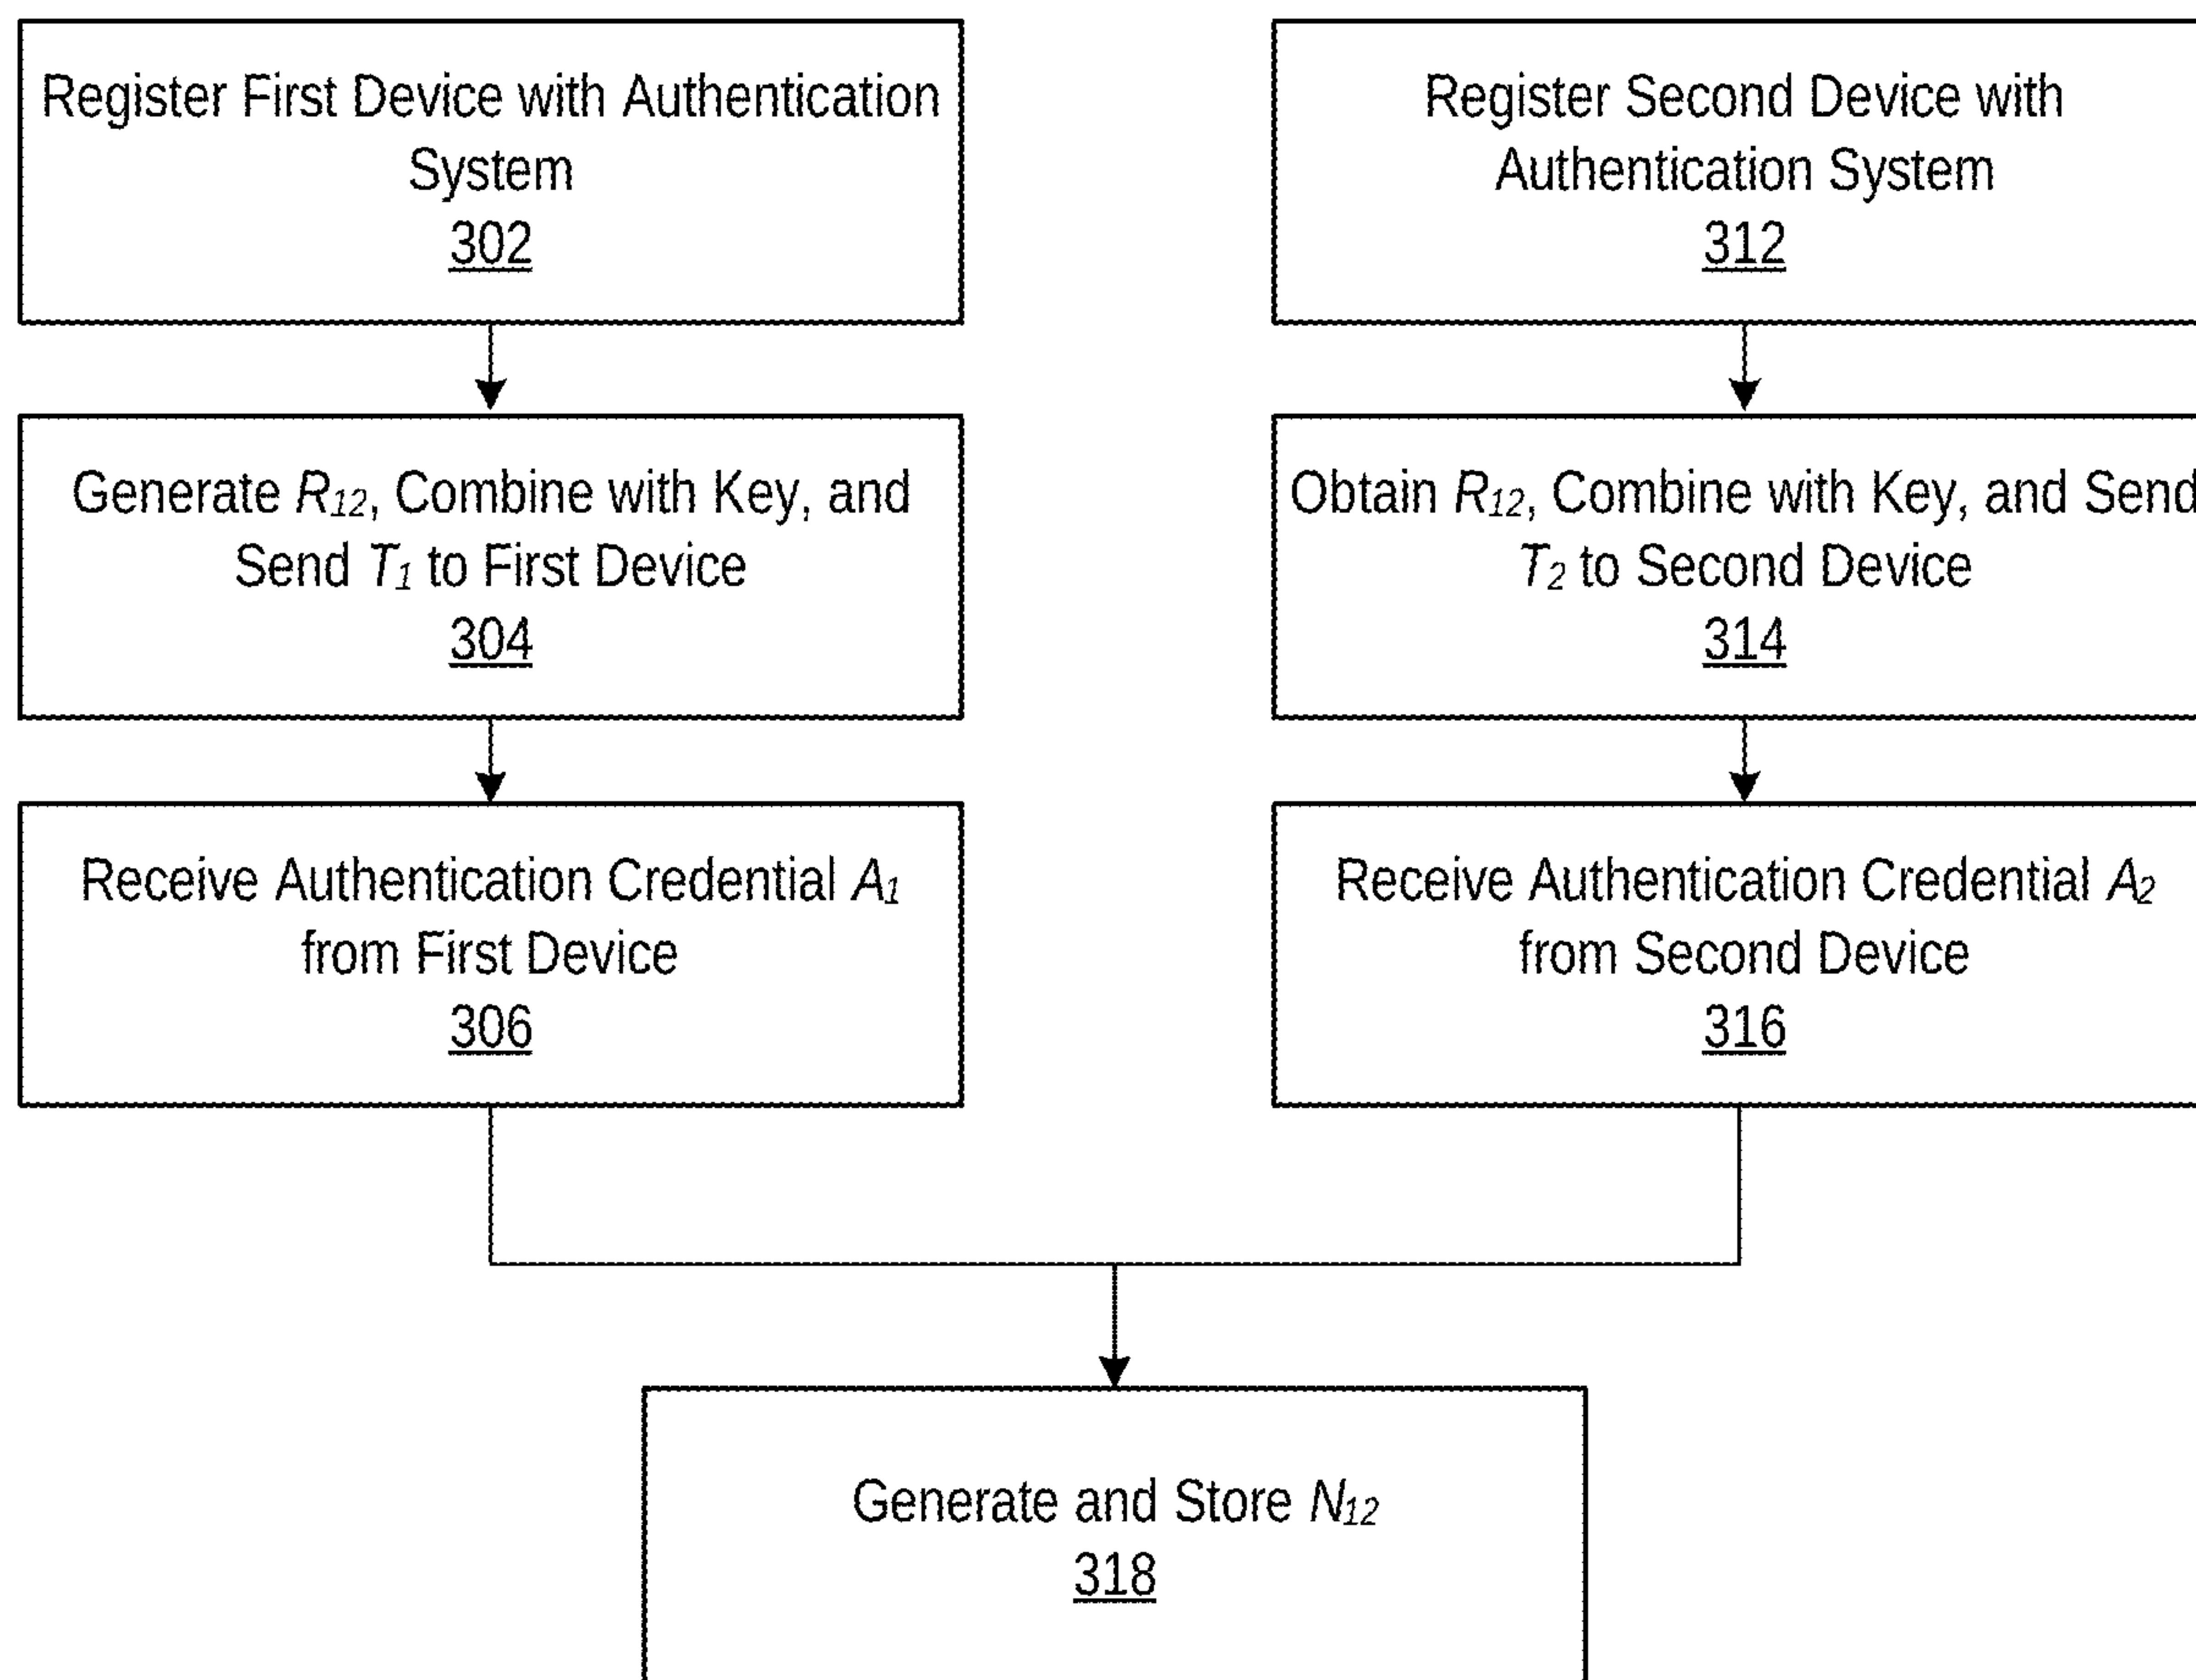 Register First Device with Authentication
System
302
Register Second Device with
Authentication System
312
Generate R12, Combine with Key, and
Send T1 to First Device
304
Obtain R12, Combine with Key, and Send
T2 to Second Device
314
Receive Authentication Credential A1
from First Device
306
Receive Authentication Credential A2
from Second Device
316
Generate and Store N12
318